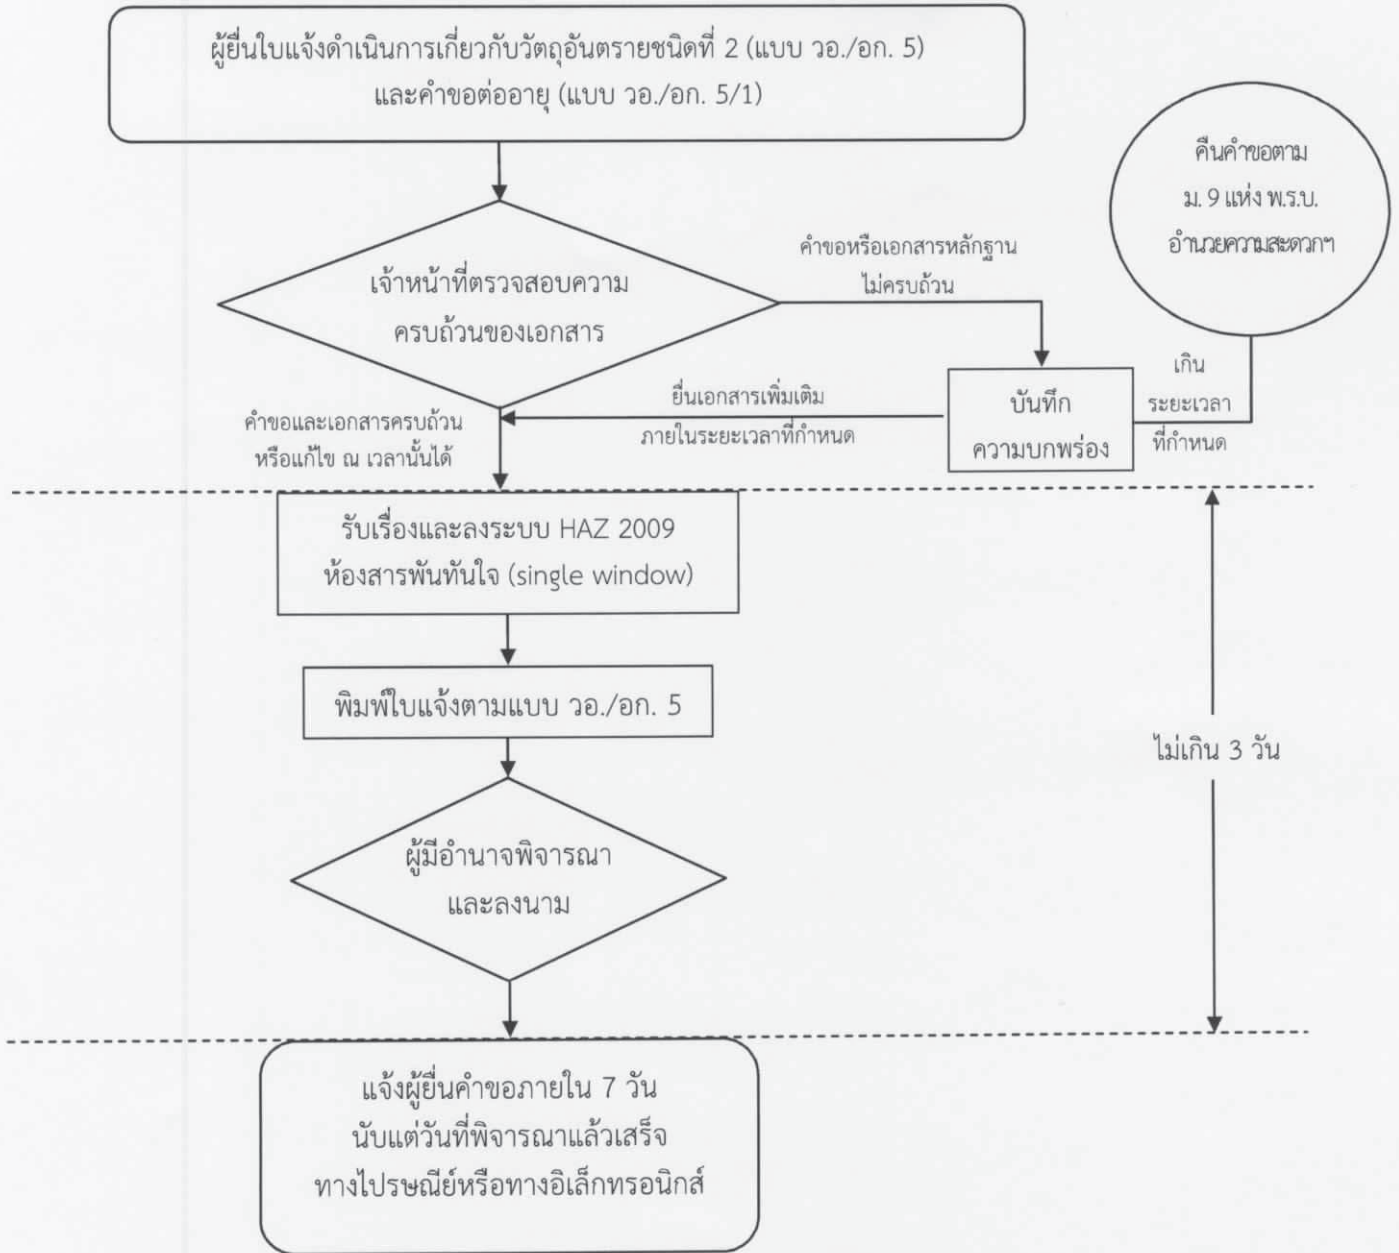 ผู้ยื่นใบแจ้งดำเนินการเกี่ยวกับวัตถุอันตรายชนิดที่ 2 (แบบ วอ./อก. 5)
และคำขอต่ออายุ (แบบ วอ./อก. 5/1)
คืนคำขอตาม
ม. 9 แห่ง พ.ร.บ.
อำนวยความสะดวกฯ
เจ้าหน้าที่ตรวจสอบความ
ครบถ้วนของเอกสาร
คำขอหรือเอกสารหลักฐาน
ไม่ครบถ้วน
บันทึก
ความบกพร่อง
เกิน
ระยะเวลา
ที่กำหนด
ยื่นเอกสารเพิ่มเติม
ภายในระยะเวลาที่กำหนด
คำขอและเอกสารครบถ้วน
หรือแก้ไข ณ เวลานั้นได้
รับเรื่องและลงระบบ HAZ 2009
ห้องสารพันทันใจ (single window)
พิมพ์ใบแจ้งตามแบบ วอ./อก. 5
ไม่เกิน 3 วัน
ผู้มีอำนาจพิจารณา
และลงนาม
แจ้งผู้ยื่นคำขอภายใน 7 วัน
นับแต่วันที่พิจารณาแล้วเสร็จ
ทางไปรษณีย์หรือทางอิเล็กทรอนิกส์